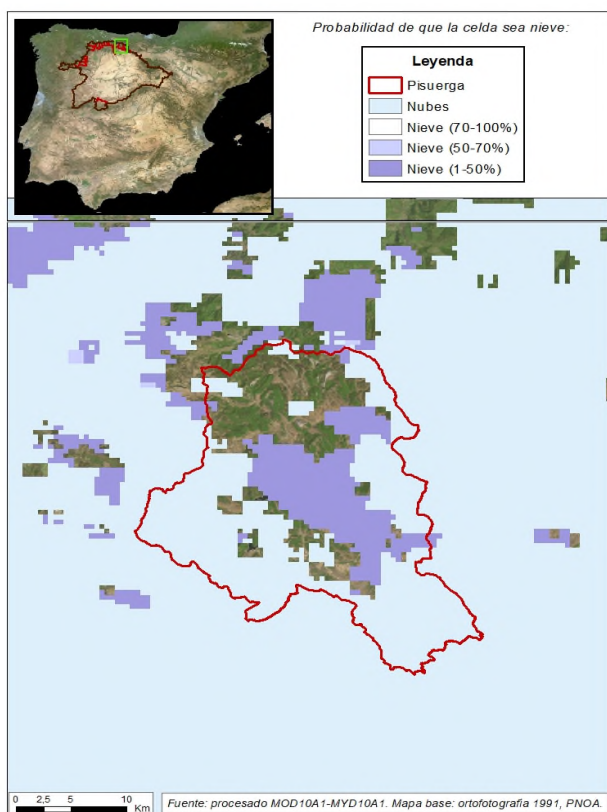 Probabilidad de que la celda sea nieve:
Leyenda
Pisuerga
Nubes
Nieve (70-100%)
Nieve (50-70%)
Nieve (1-50%)
0 2,5 5 10
Km
Fuente: procesado MOD10A1-MYD10A1. Mapa base: ortofotografia 1991, PNOA